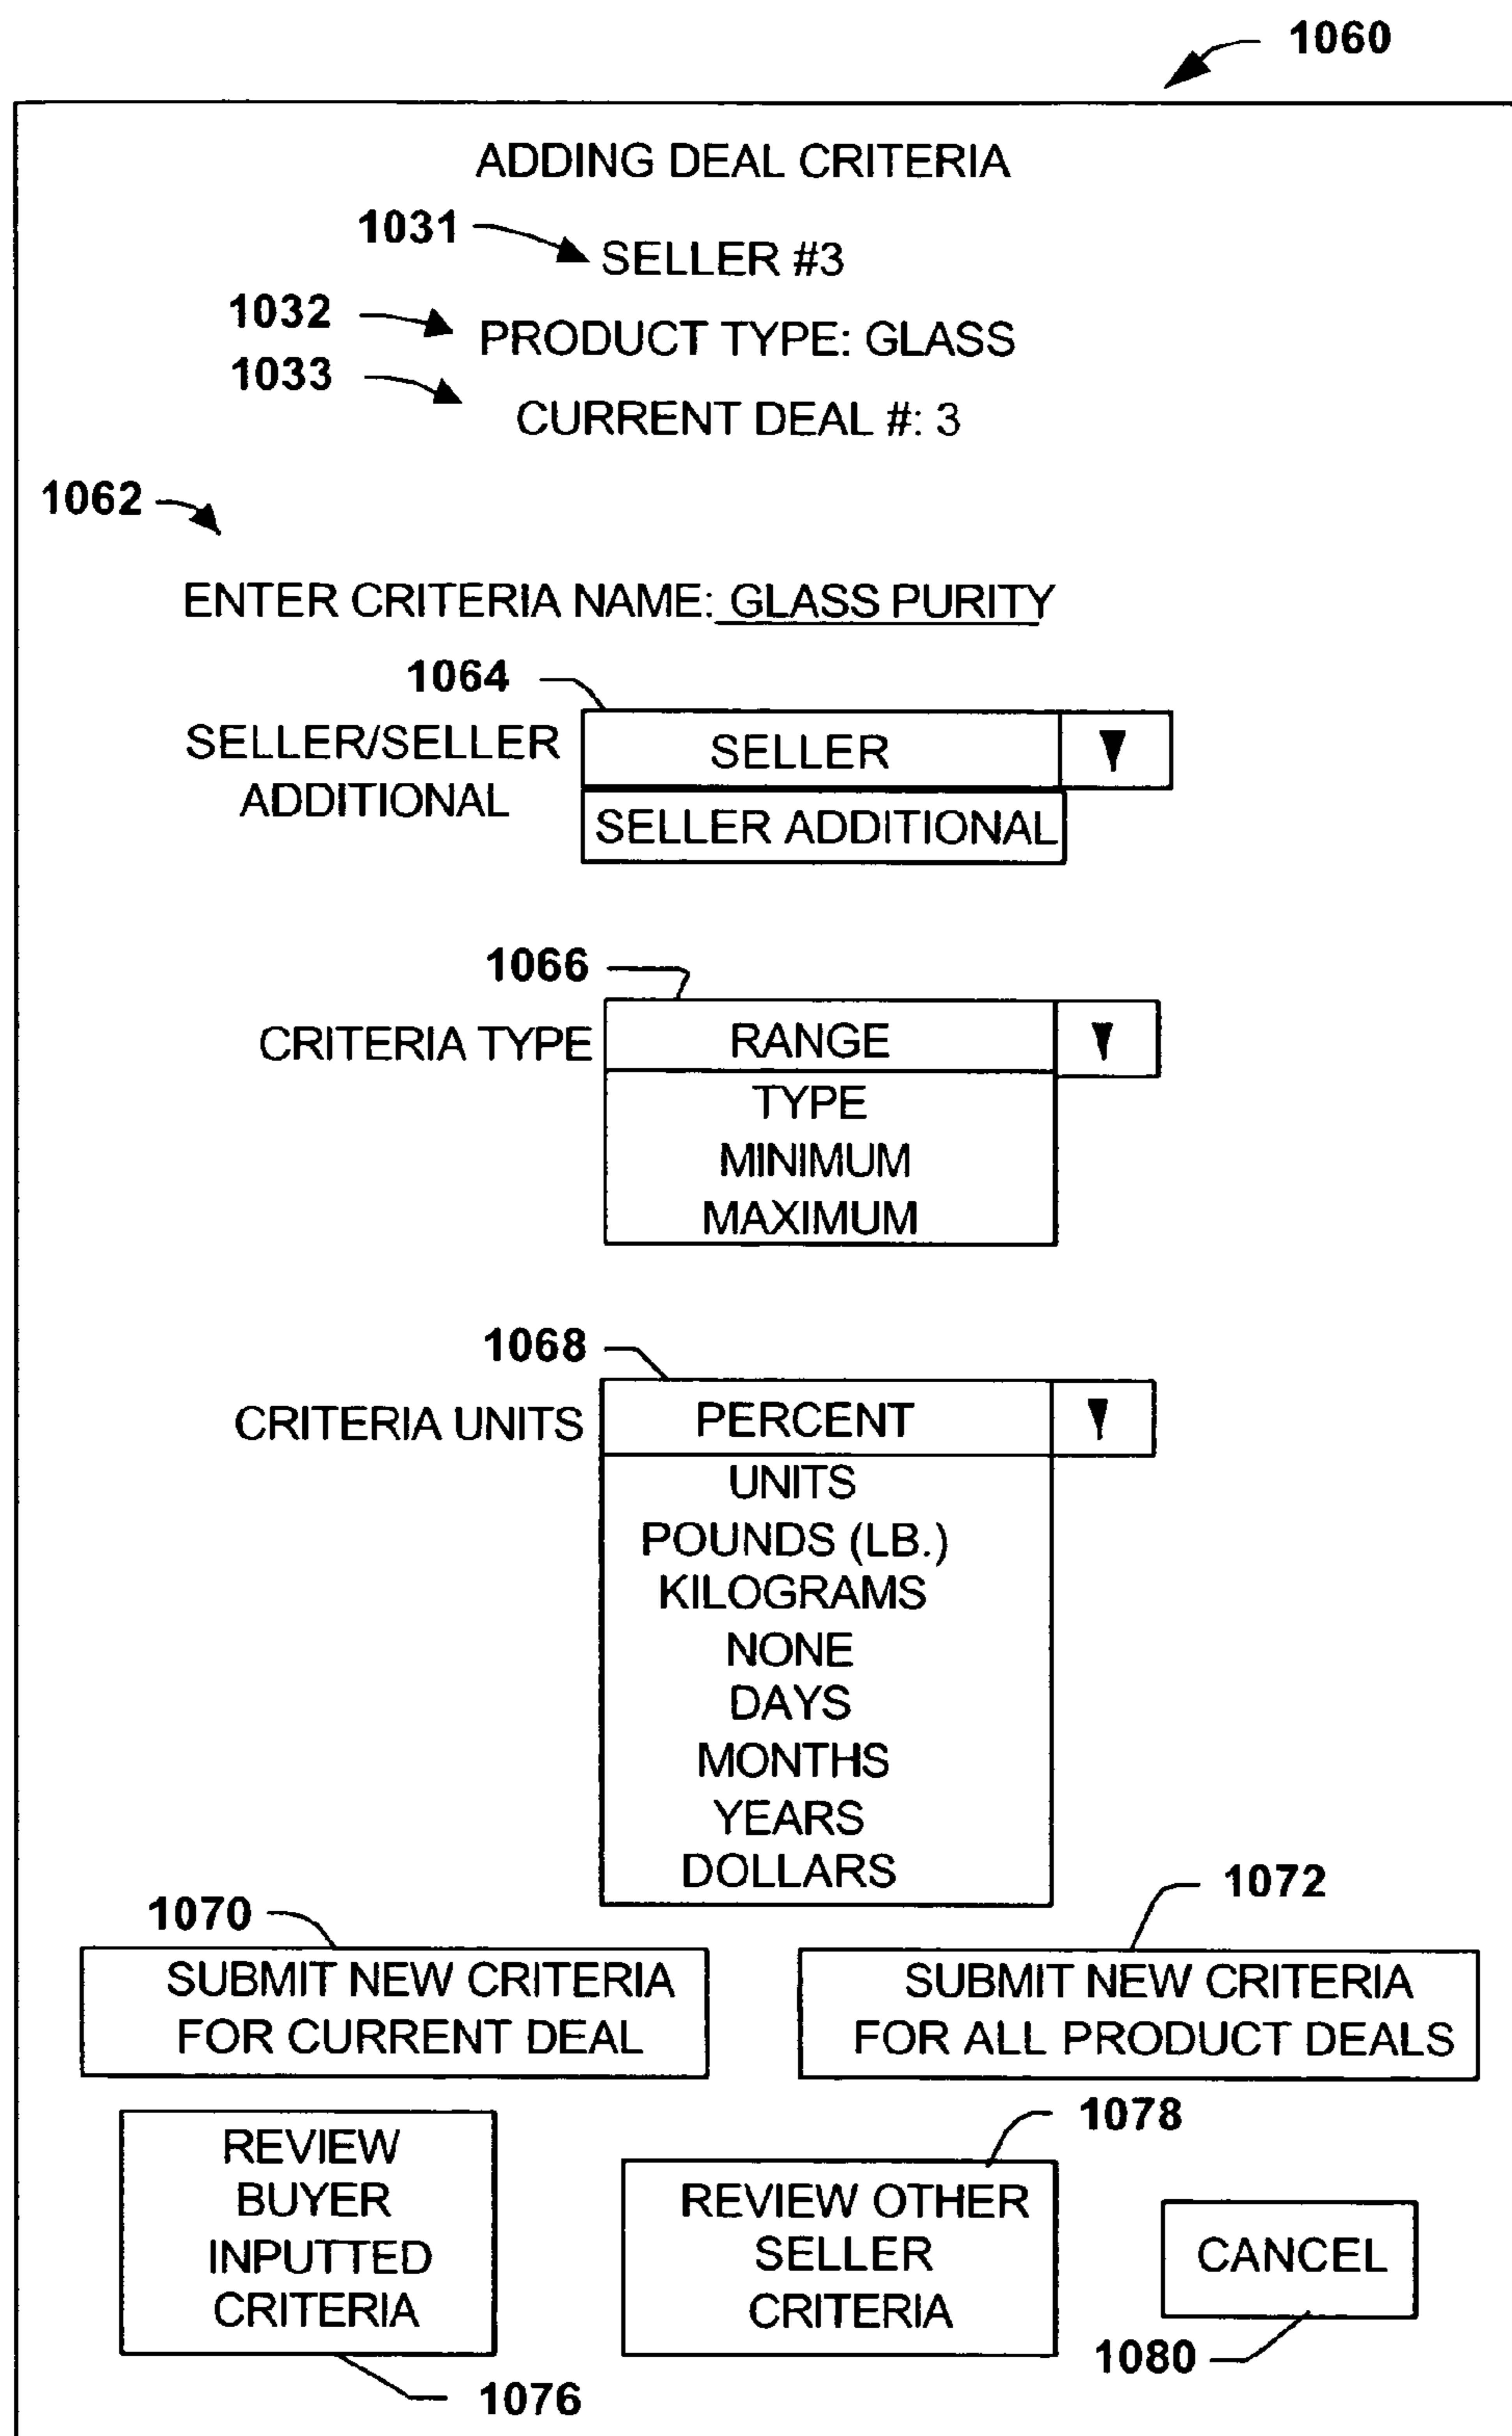 1060
ADDING DEAL CRITERIA
1031
SELLER #3
1032
PRODUCT TYPE: GLASS
1033
CURRENT DEAL #: 3
1062
ENTER CRITERIA NAME: GLASS PURITY
1064
SELLER/SELLER
ADDITIONAL
SELLER
SELLER ADDITIONAL
1066
CRITERIA TYPE
RANGE
TYPE
MINIMUM
MAXIMUM
1068
CRITERIA UNITS
PERCENT
UNITS
POUNDS (LB.)
KILOGRAMS
NONE
DAYS
MONTHS
YEARS
DOLLARS
1070
SUBMIT NEW CRITERIA
FOR CURRENT DEAL
1072
SUBMIT NEW CRITERIA
FOR ALL PRODUCT DEALS
REVIEW
BUYER
INPUTTED
CRITERIA
1076
1078
REVIEW OTHER
SELLER
CRITERIA
CANCEL
1080